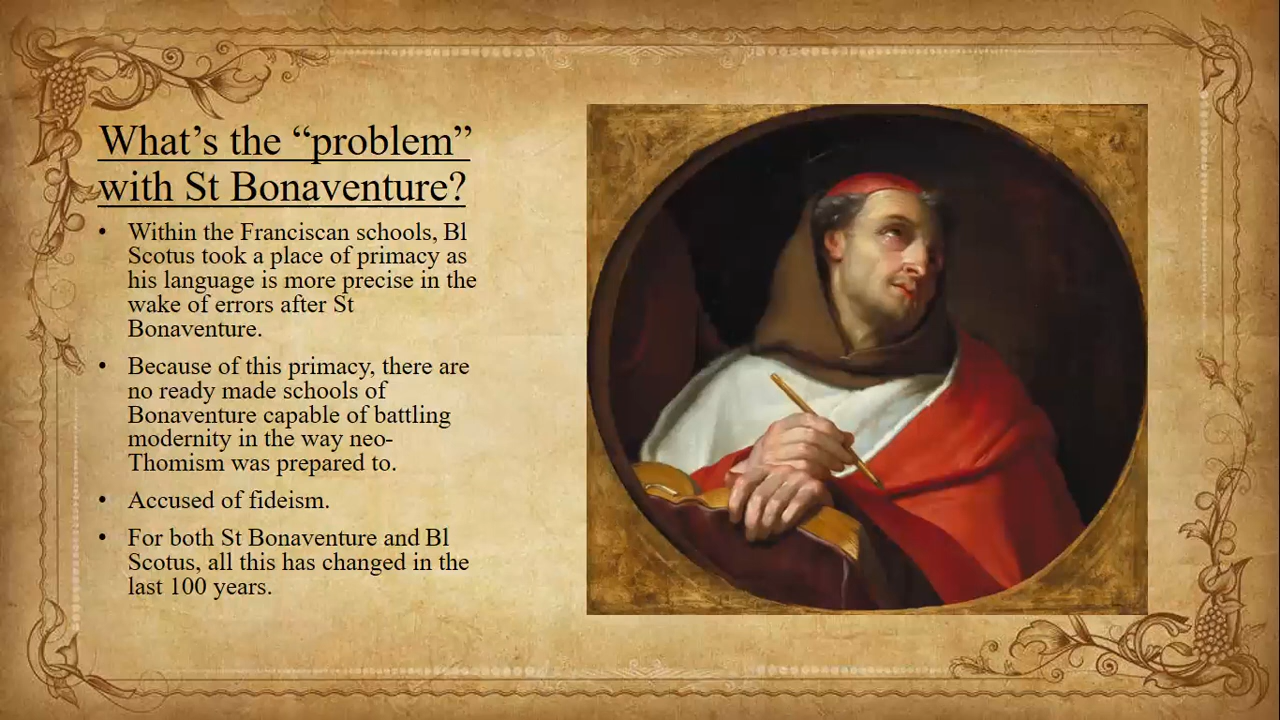 What’s the “problem”
with St Bonaventure?
• Within the Franciscan schools, Bl
Scotus took a place of primacy as
his language is more precise in the
wake of errors after St
Bonaventure.
• Because of this primacy, there are
no ready made schools of
Bonaventure capable of battling
modernity in the way neo-
Thomism was prepared to.
• Accused of fideism.
• For both St Bonaventure and Bl
Scotus, all this has changed in the
last 100 years.